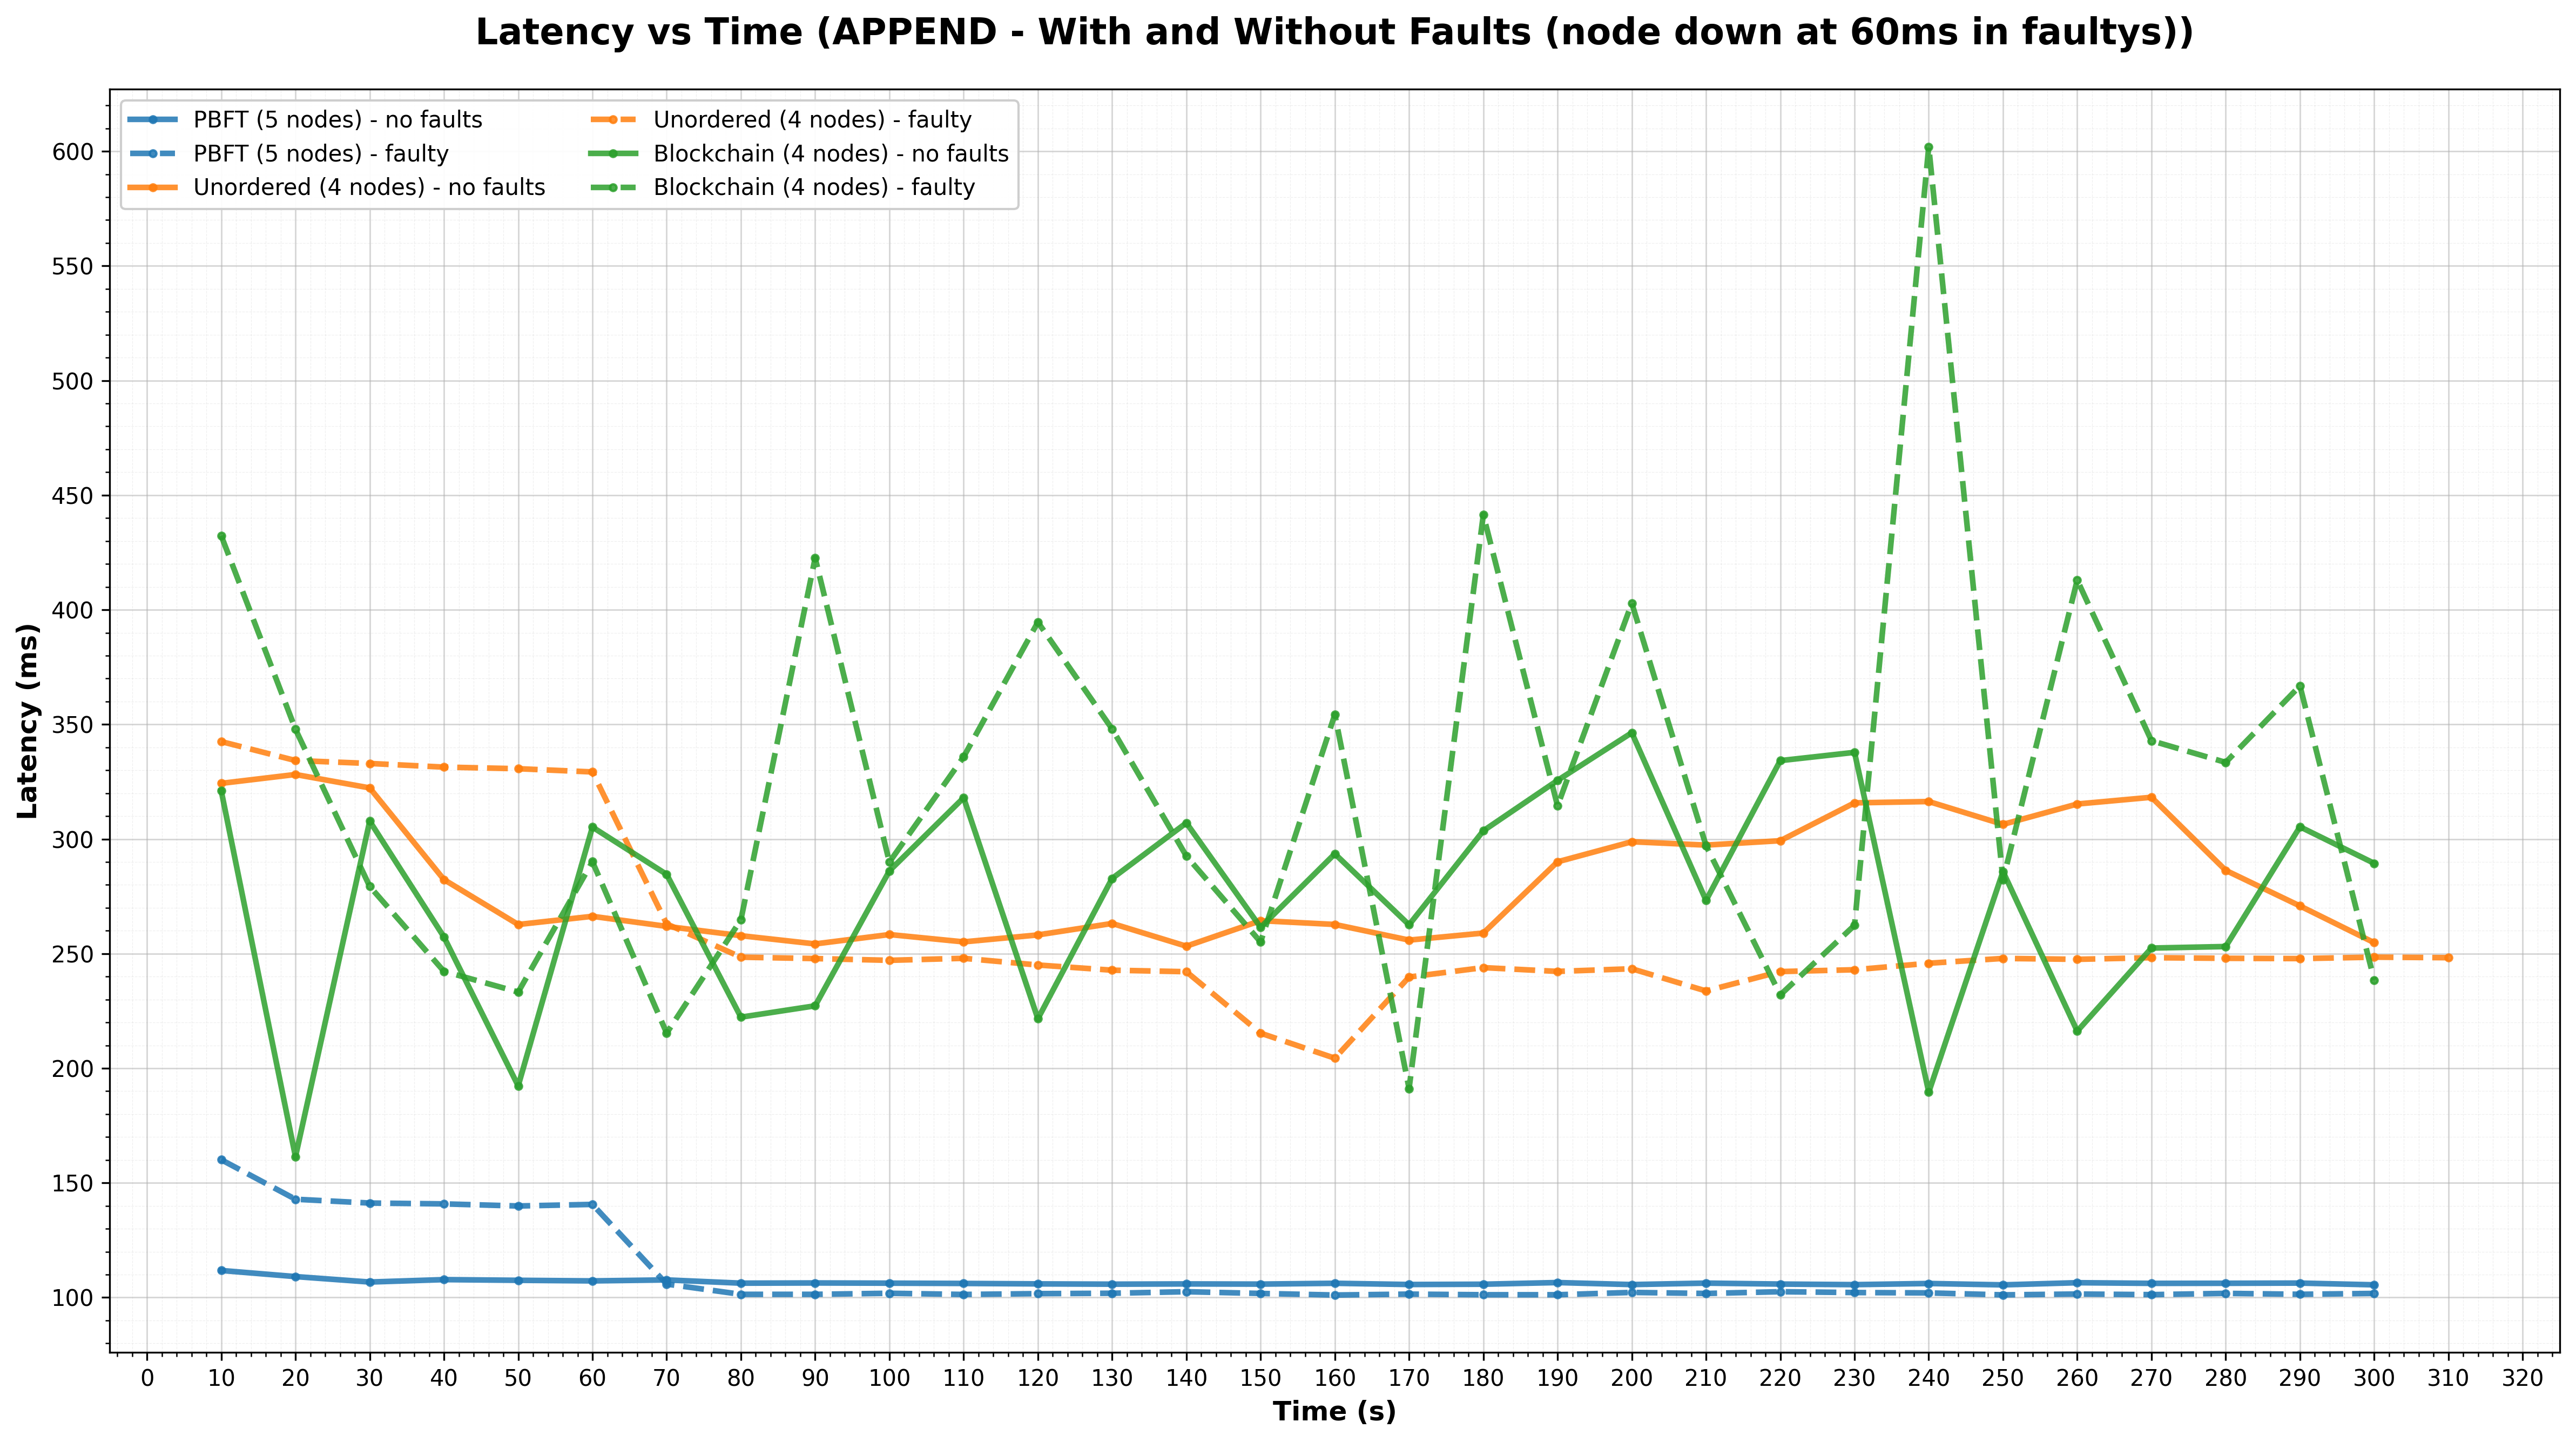 Latency vs Time (APPEND - With and Without Faults (node down at 60ms in faultys))
PBFT (5 nodes) - no faults
PBFT (5 nodes) - faulty
Unordered (4 nodes) - no faults
Unordered (4 nodes) - faulty
Blockchain (4 nodes) - no faults
Blockchain (4 nodes) - faulty
Latency (ms)
600
550
500
450
400
350
300
250
200
150
100
0 10 20 30 40 50 60 70 80 90 100 110 120 130 140 150 160 170 180 190 200 210 220 230 240 250 260 270 280 290 300 310 320
Time (s)